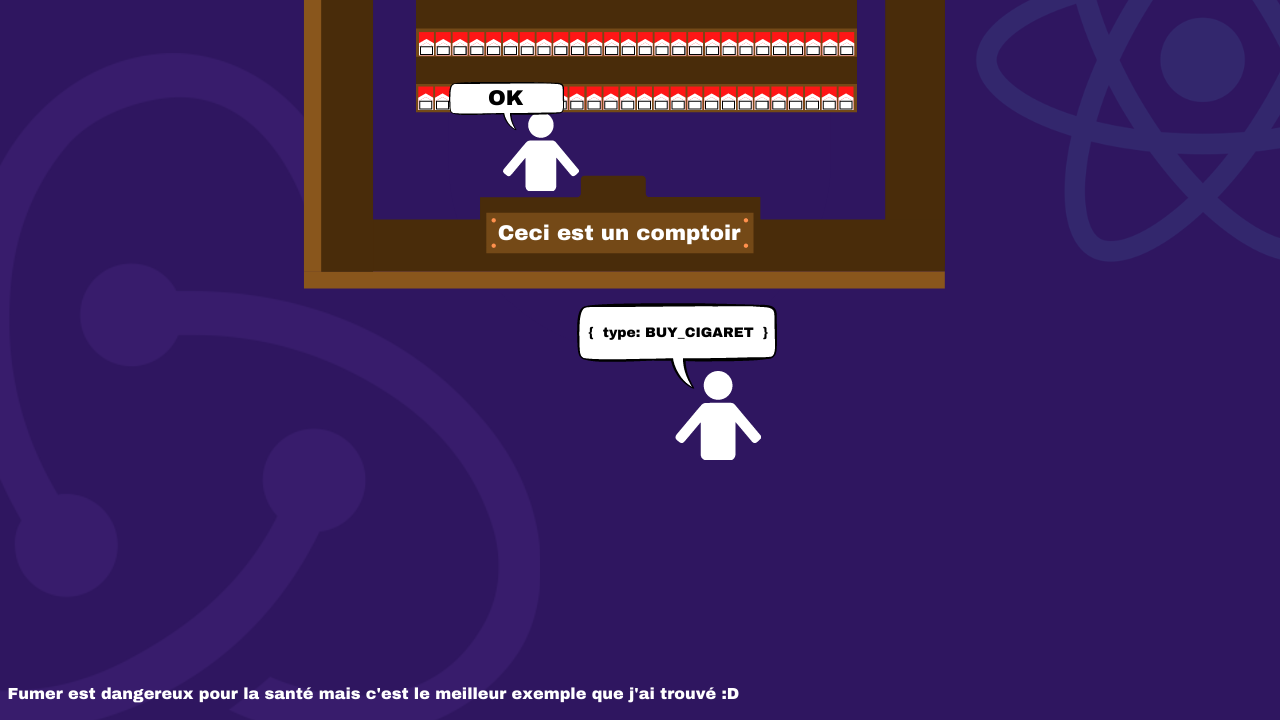 OK
Ceci est un comptoir
{ type: BUY_CIGARET }
Fumer est dangereux pour la santé mais c'est le meilleur exemple que j'ai trouvé :D